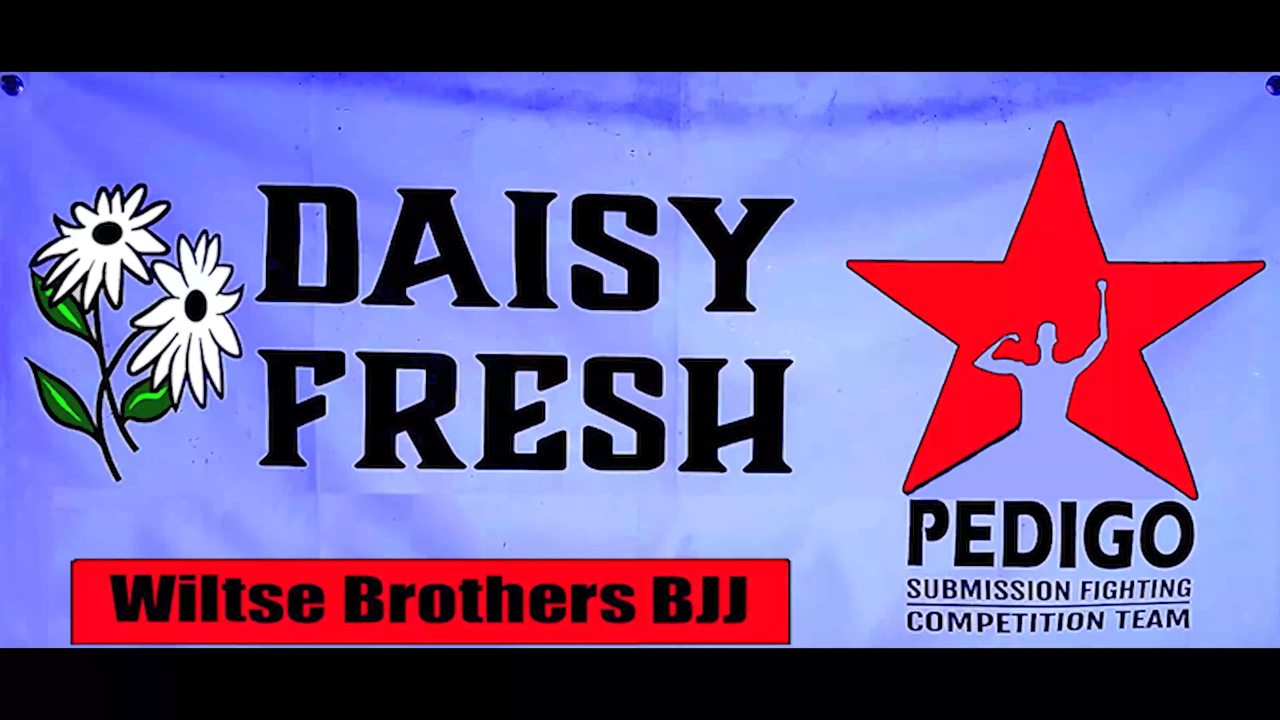 DAISY
FRESH
Wiltse Brothers BJJ
PEDIGO
SUBMISSION FIGHTING
COMPETITION TEAM